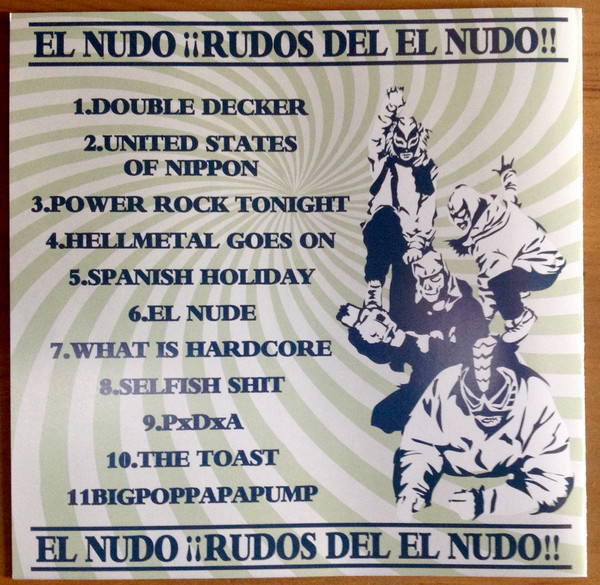 EL NUDO ¡¡RUDOS DEL EL NUDO!!
1.DOUBLE DECKER
2.UNITED STATES
OF NIPPON
3.POWER ROCK TONIGHT
4.HELLMETAL GOES ON
5.SPANISH HOLIDAY
6.EL NUDE
7.WHAT IS HARDCORE
8.SELFISH SHIT
9.PxDxA
10.THE TOAST
11BIGPOPPAPAPUMP
EL NUDO ¡¡RUDOS DEL EL NUDO!!